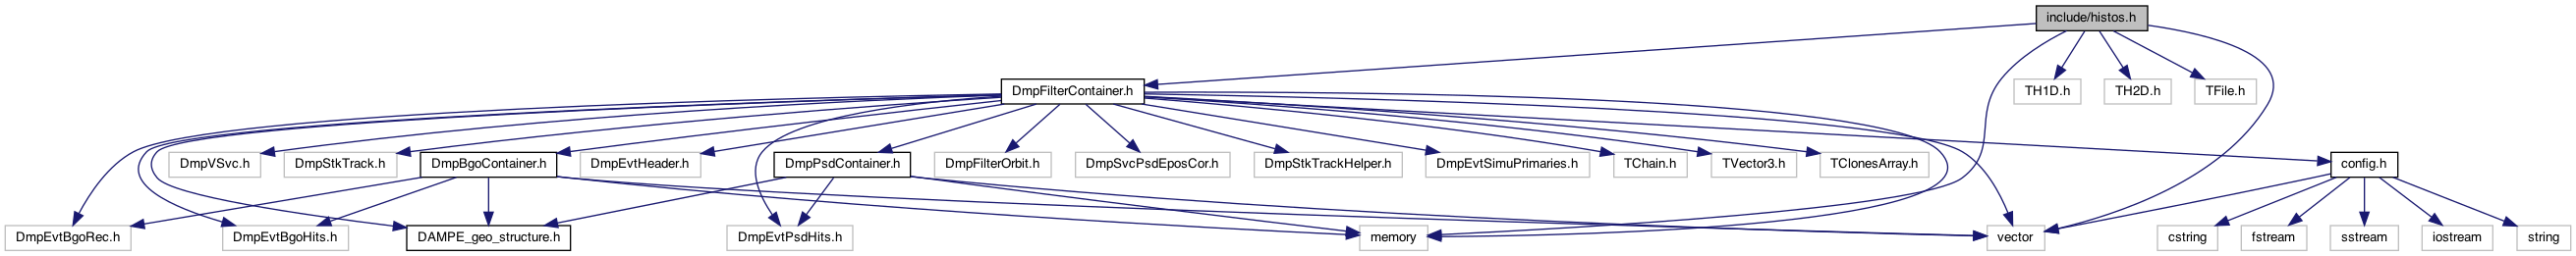 include/histos.h
DmpFilterContainer.h
TH1D.h
TH2D.h
TFile.h
DmpVSvc.h
DmpStkTrack.h
DmpBgoContainer.h
DmpEvtHeader.h
DmpPsdContainer.h
DmpFilterOrbit.h
DmpSvcPsdEposCor.h
DmpStkTrackHelper.h
DmpEvtSimuPrimaries.h
TChain.h
TVector3.h
TClonesArray.h
config.h
DmpEvtBgoRec.h
DmpEvtBgoHits.h
DAMPE_geo_structure.h
DmpEvtPsdHits.h
memory
vector
cstring
fstream
sstream
iostream
string